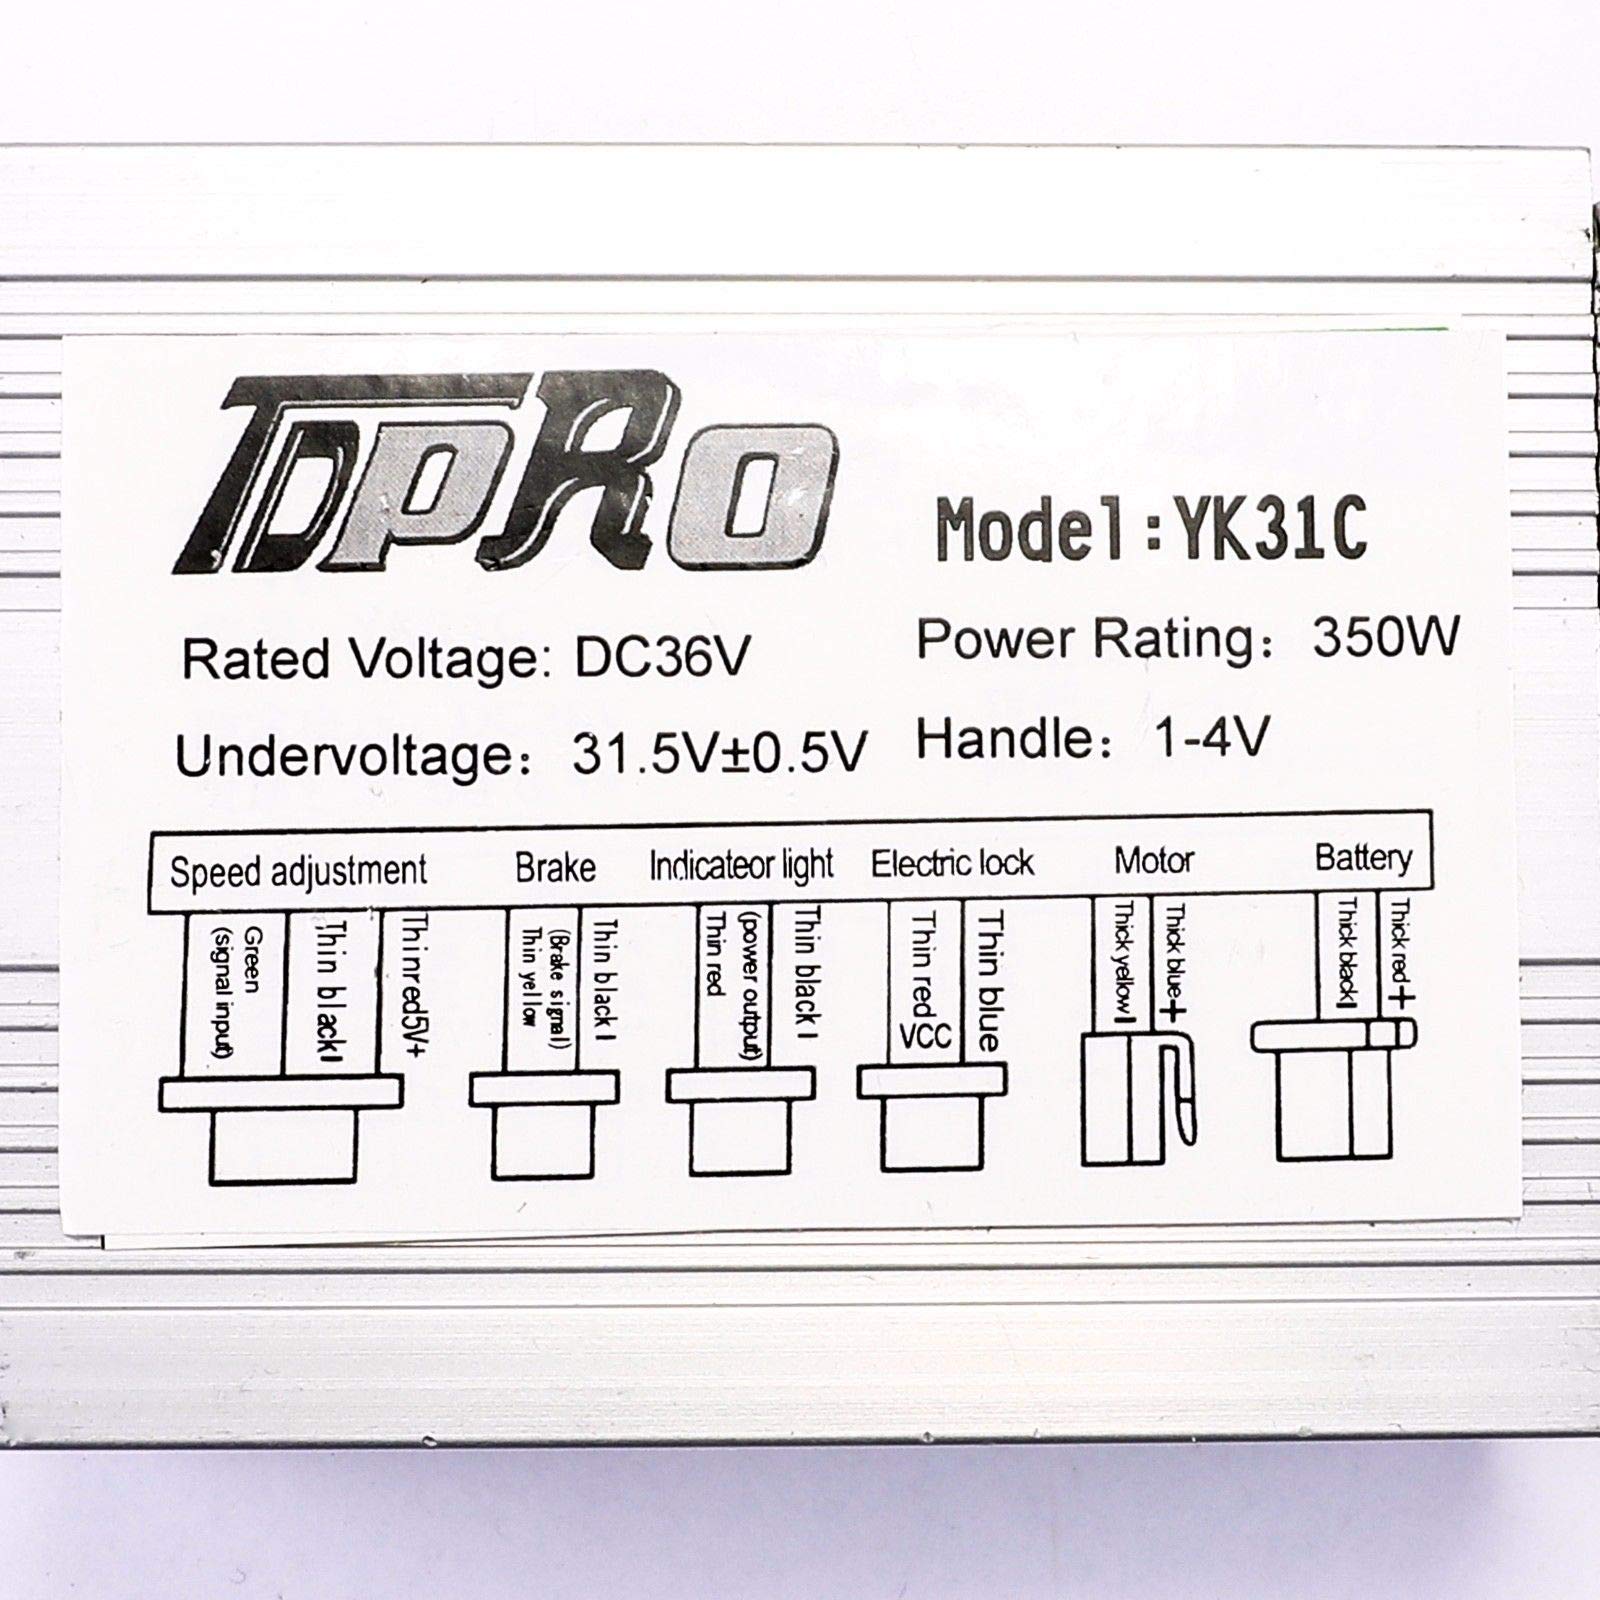 TDPRO
Model:YK31C
Rated Voltage: DC36V
Power Rating: 350W
Undervoltage: 31.5V±0.5V
Handle: 1-4V
Speed adjustment
Brake
Indicateor light
Electric lock
Motor
Battery
Green
(signal input)
Thin black-
Thinred5V+
(Brake signal)
Thin yellow
Thin black-
(power output)
Thin red
Thin black-
Thin red
VCC
Thin blue
Thick yellow-
Thick blue+
Thick black-
Thick red+